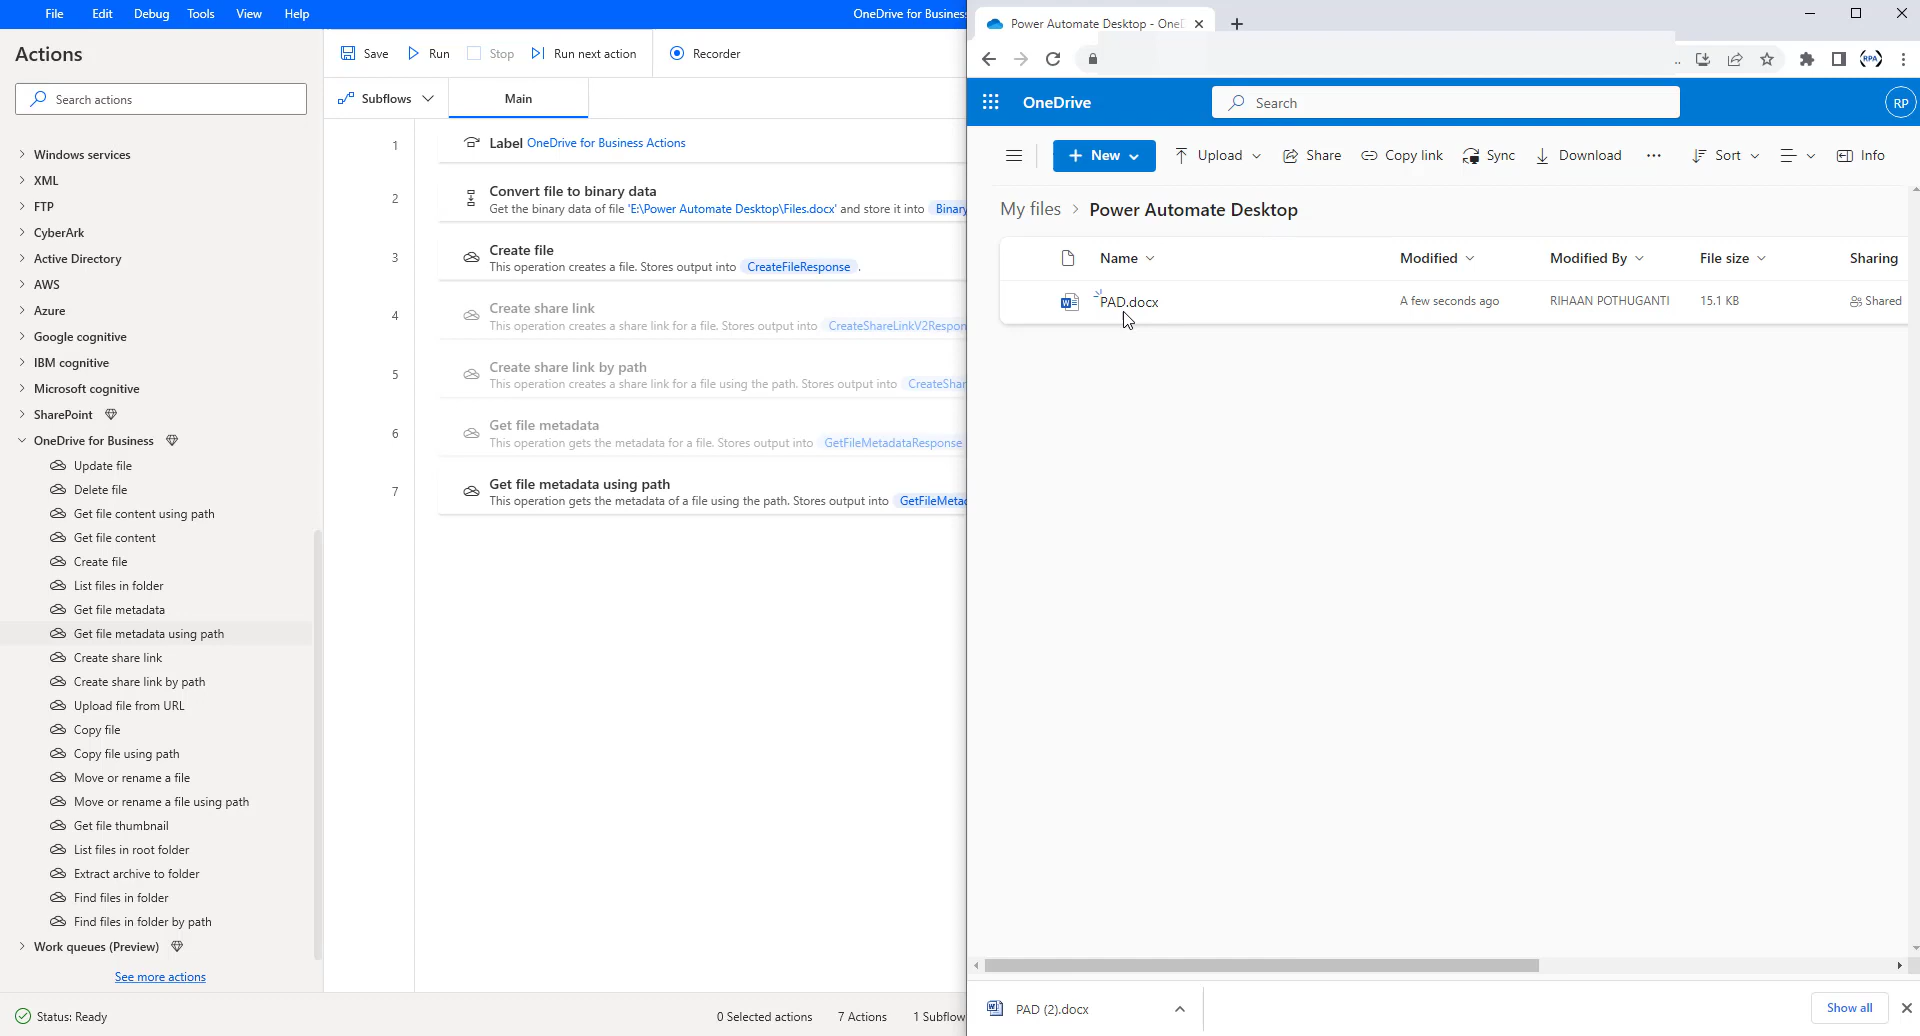 File Edit Debug Tools View Help
OneDrive for Business
Actions
Search actions
Windows services
XML
FTP
CyberArk
Active Directory
AWS
Azure
Google cognitive
IBM cognitive
Microsoft cognitive
SharePoint
OneDrive for Business
Update file
Delete file
Get file content using path
Get file content
Create file
List files in folder
Get file metadata
Get file metadata using path
Create share link
Create share link by path
Upload file from URL
Copy file
Copy file using path
Move or rename a file
Move or rename a file using path
Get file thumbnail
List files in root folder
Extract archive to folder
Find files in folder
Find files in folder by path
Work queues (Preview)
See more actions
Status: Ready
Save Run Stop Run next action Recorder
Subflows Main
1 Label OneDrive for Business Actions
2 Convert file to binary data
Get the binary data of file 'E:\Power Automate Desktop\Files.docx' and store it into Binary
3 Create file
This operation creates a file. Stores output into CreateFileResponse .
4 Create share link
This operation creates a share link for a file. Stores output into CreateShareLinkV2Respon
5 Create share link by path
This operation creates a share link for a file using the path. Stores output into CreateShar
6 Get file metadata
This operation gets the metadata for a file. Stores output into GetFileMetadataResponse
7 Get file metadata using path
This operation gets the metadata of a file using the path. Stores output into GetFileMetad
0 Selected actions 7 Actions 1 Subflow
Power Automate Desktop - OneD
RPA
OneDrive Search RP
New Upload Share Copy link Sync Download ... Sort Info
My files > Power Automate Desktop
Name Modified Modified By File size Sharing
PAD.docx A few seconds ago RIHAAN POTHUGANTI 15.1 KB Shared
PAD (2).docx Show all